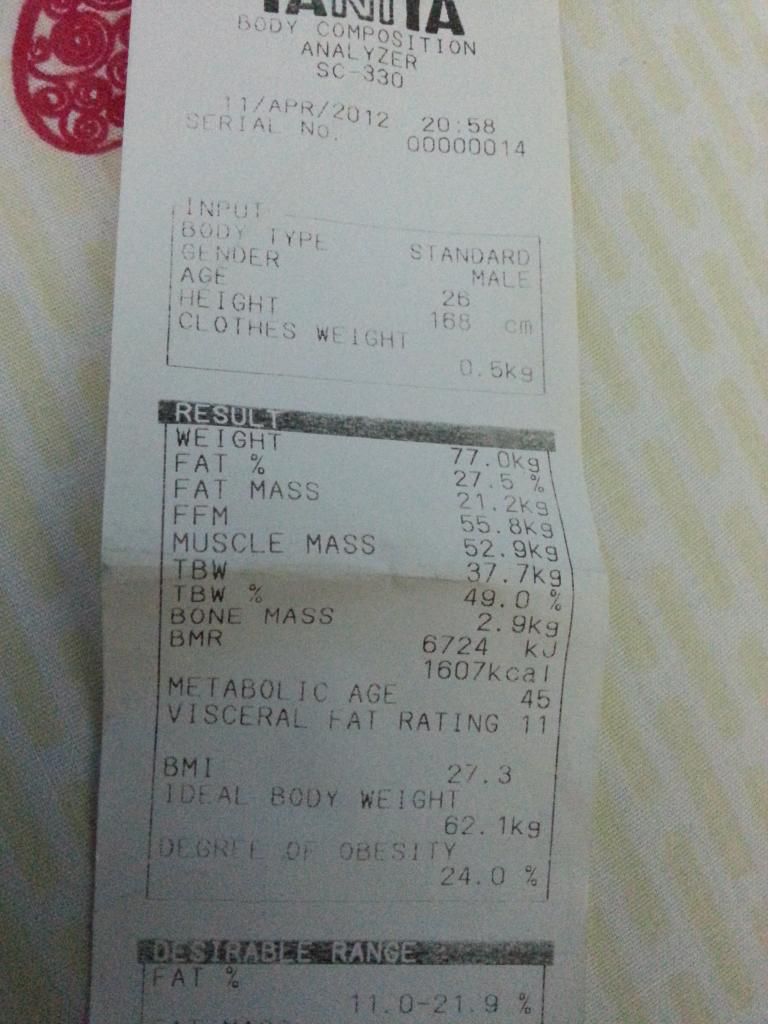 TANITA
BODY COMPOSITION
ANALYZER
SC-330
11/APR/2012 20:58
SERIAL No. 00000014
INPUT
BODY TYPE STANDARD
GENDER MALE
AGE 26
HEIGHT 168 cm
CLOTHES WEIGHT
0.5kg
RESULT
WEIGHT 77.0kg
FAT % 27.5 %
FAT MASS 21.2kg
FFM 55.8kg
MUSCLE MASS 52.9kg
TBW 37.7kg
TBW % 49.0 %
BONE MASS 2.9kg
BMR 6724 kJ
1607kcal
METABOLIC AGE 45
VISCERAL FAT RATING 11
BMI 27.3
IDEAL BODY WEIGHT
62.1kg
DEGREE OF OBESITY
24.0 %
DESIRABLE RANGE
FAT %
11.0-21.9 %
FAT MASS